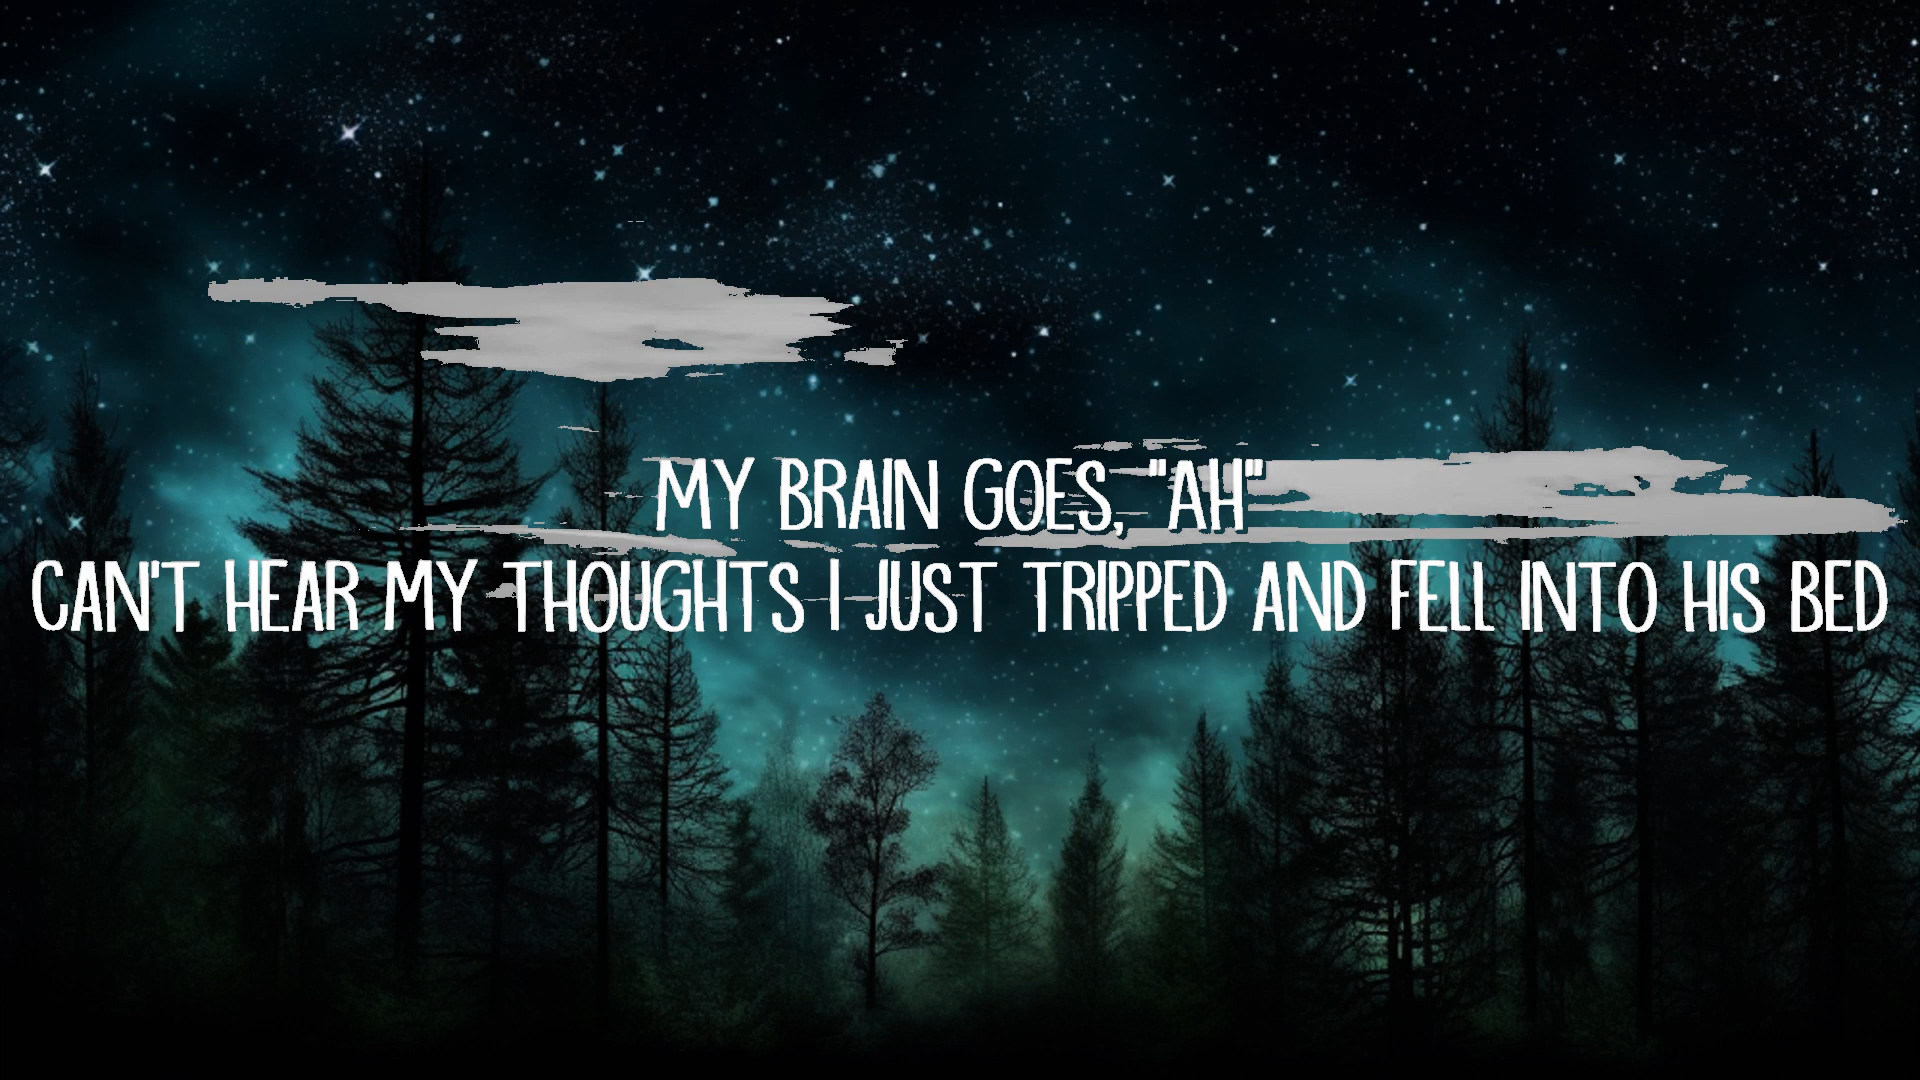 MY BRAIN GOES, "AH"
CAN'T HEAR MY THOUGHTS I JUST TRIPPED AND FELL INTO HIS BED